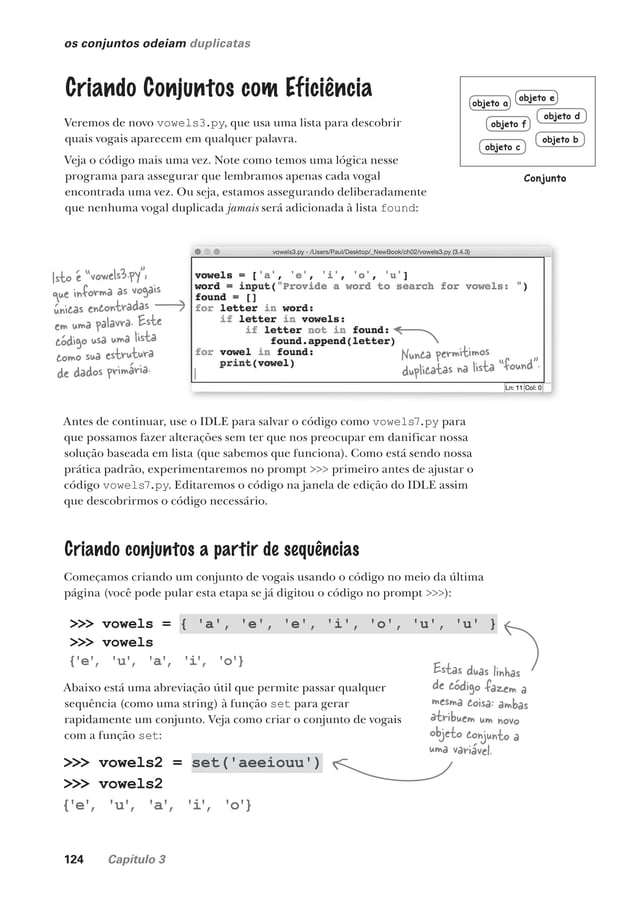 os conjuntos odeiam duplicatas
Criando Conjuntos com Eficiência
Veremos de novo vowels3.py, que usa uma lista para descobrir
quais vogais aparecem em qualquer palavra.
Veja o código mais uma vez. Note como temos uma lógica nesse
programa para assegurar que lembramos apenas cada vogal
encontrada uma vez. Ou seja, estamos assegurando deliberadamente
que nenhuma vogal duplicada jamais será adicionada à lista found:
objeto a
objeto e
objeto f
objeto d
objeto c
objeto b
Conjunto
Isto é "vowels3.py",
que informa as vogais
únicas encontradas
em uma palavra. Este
código usa uma lista
como sua estrutura
de dados primária.
vowels3.py - /Users/Paul/Desktop/_NewBook/ch02/vowels3.py (3.4.3)
vowels = ['a', 'e', 'i', 'o', 'u']
word = input("Provide a word to search for vowels: ")
found = []
for letter in word:
    if letter in vowels:
        if letter not in found:
            found.append(letter)
for vowel in found:
    print(vowel)
Ln: 11 Col: 0
Nunca permitimos
duplicatas na lista "found".
Antes de continuar, use o IDLE para salvar o código como vowels7.py para
que possamos fazer alterações sem ter que nos preocupar em danificar nossa
solução baseada em lista (que sabemos que funciona). Como está sendo nossa
prática padrão, experimentaremos no prompt >>> primeiro antes de ajustar o
código vowels7.py. Editaremos o código na janela de edição do IDLE assim
que descobrirmos o código necessário.
Criando conjuntos a partir de sequências
Começamos criando um conjunto de vogais usando o código no meio da última
página (você pode pular esta etapa se já digitou o código no prompt >>>):
>>> vowels = { 'a', 'e', 'e', 'i', 'o', 'u', 'u' }
>>> vowels
{'e', 'u', 'a', 'i', 'o'}
Estas duas linhas
de código fazem a
mesma coisa: ambas
atribuem um novo
objeto conjunto a
uma variável.
Abaixo está uma abreviação útil que permite passar qualquer
sequência (como uma string) à função set para gerar
rapidamente um conjunto. Veja como criar o conjunto de vogais
com a função set:
>>> vowels2 = set('aeeiouu')
>>> vowels2
{'e', 'u', 'a', 'i', 'o'}
124 Capítulo 3